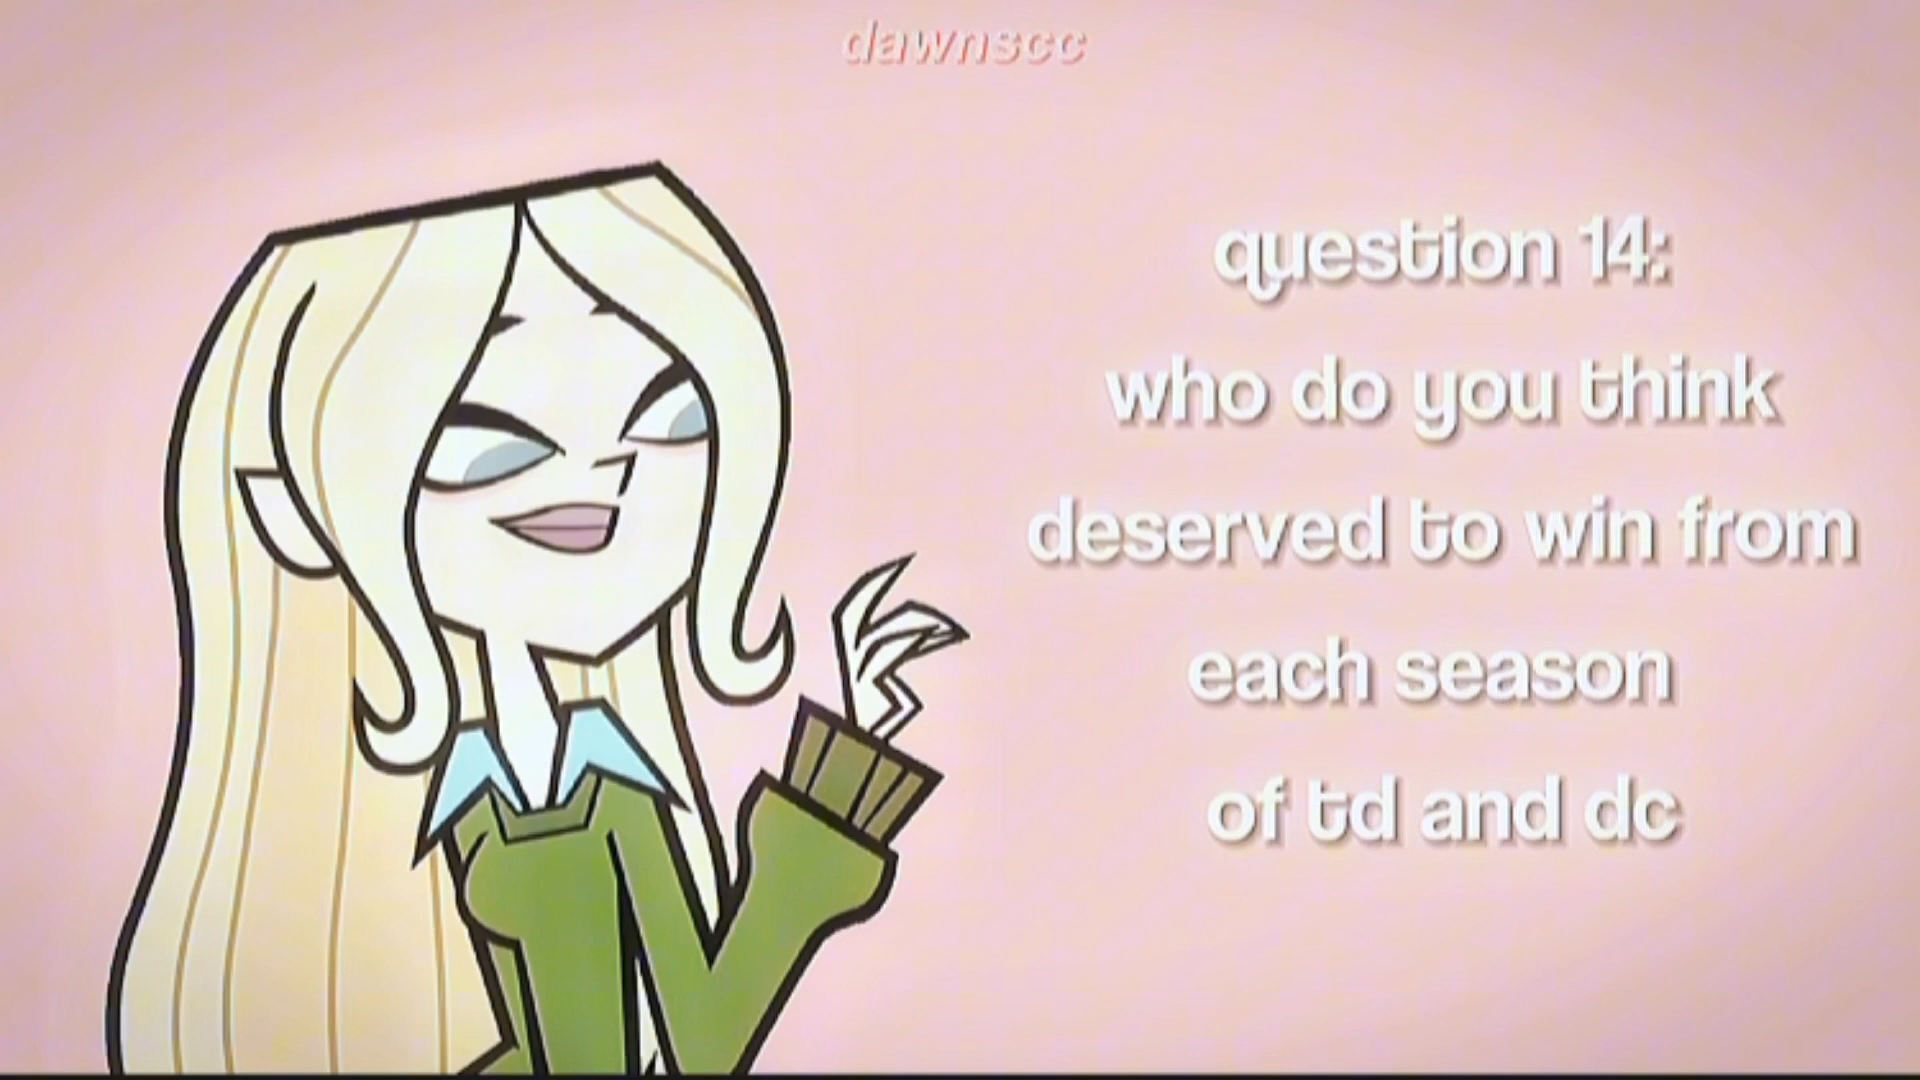 dawnscc
question 14:
who do you think
deserved to win from
each season
of td and dc